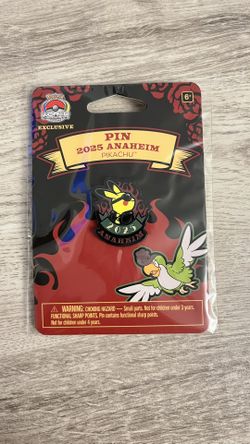 EXCLUSIVE
6+
PIN
2025 ANAHEIM
PIKACHU™
2025
ANAHEIM
WARNING: CHOKING HAZARD — Small parts. Not for children under 3 years.
FUNCTIONAL SHARP POINTS. Pin contains functional sharp points.
Not for children under 4 years.